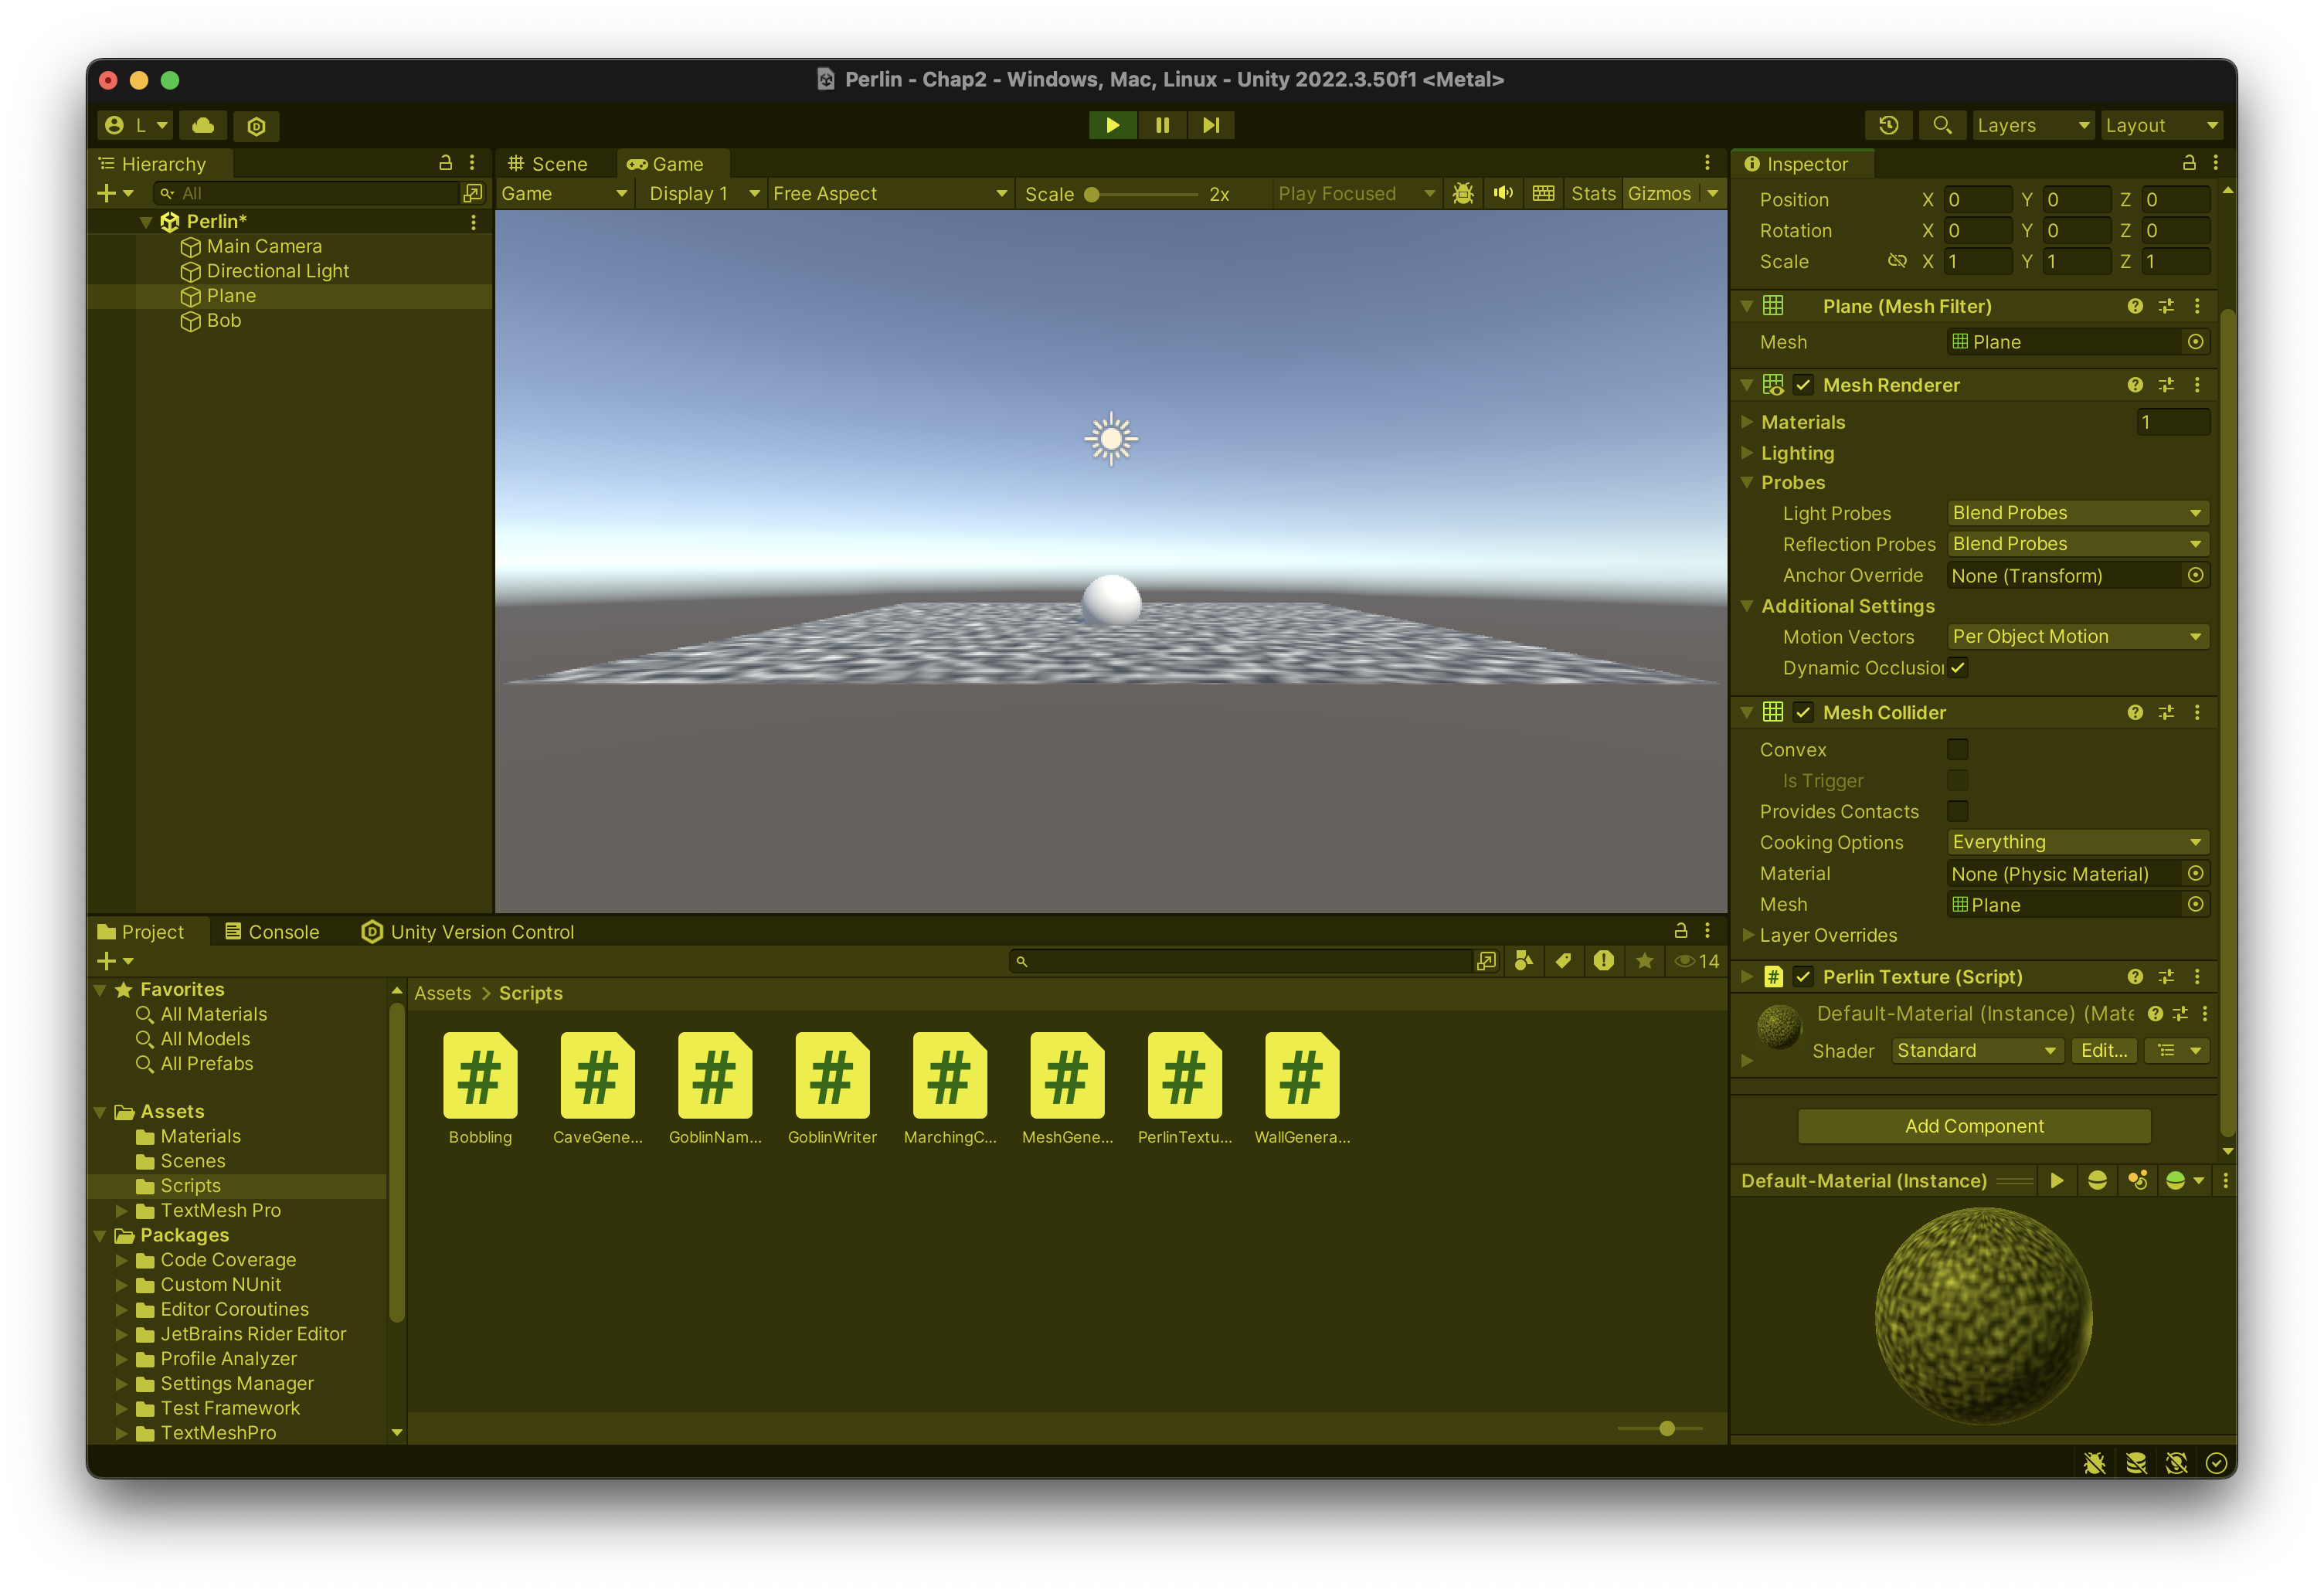 Perlin - Chap2 - Windows, Mac, Linux - Unity 2022.3.50f1 <Metal>
L
Layers
Layout
Hierarchy
All
Perlin*
Main Camera
Directional Light
Plane
Bob
Scene
Game
Game
Display 1
Free Aspect
Scale
2x
Play Focused
Stats
Gizmos
Inspector
Position X 0 Y 0 Z 0
Rotation X 0 Y 0 Z 0
Scale X 1 Y 1 Z 1
Plane (Mesh Filter)
Mesh Plane
Mesh Renderer
Materials 1
Lighting
Probes
Light Probes Blend Probes
Reflection Probes Blend Probes
Anchor Override None (Transform)
Additional Settings
Motion Vectors Per Object Motion
Dynamic Occlusion
Mesh Collider
Convex
Is Trigger
Provides Contacts
Cooking Options Everything
Material None (Physic Material)
Mesh Plane
Layer Overrides
# Perlin Texture (Script)
Default-Material (Instance) (Mate
Shader Standard Edit...
Add Component
Default-Material (Instance)
Project
Console
Unity Version Control
14
Favorites
All Materials
All Models
All Prefabs
Assets
Materials
Scenes
Scripts
TextMesh Pro
Packages
Code Coverage
Custom NUnit
Editor Coroutines
JetBrains Rider Editor
Profile Analyzer
Settings Manager
Test Framework
TextMeshPro
Assets > Scripts
# # # # # # # #
Bobbling CaveGene... GoblinNam... GoblinWriter MarchingC... MeshGene... PerlinTextu... WallGenera...